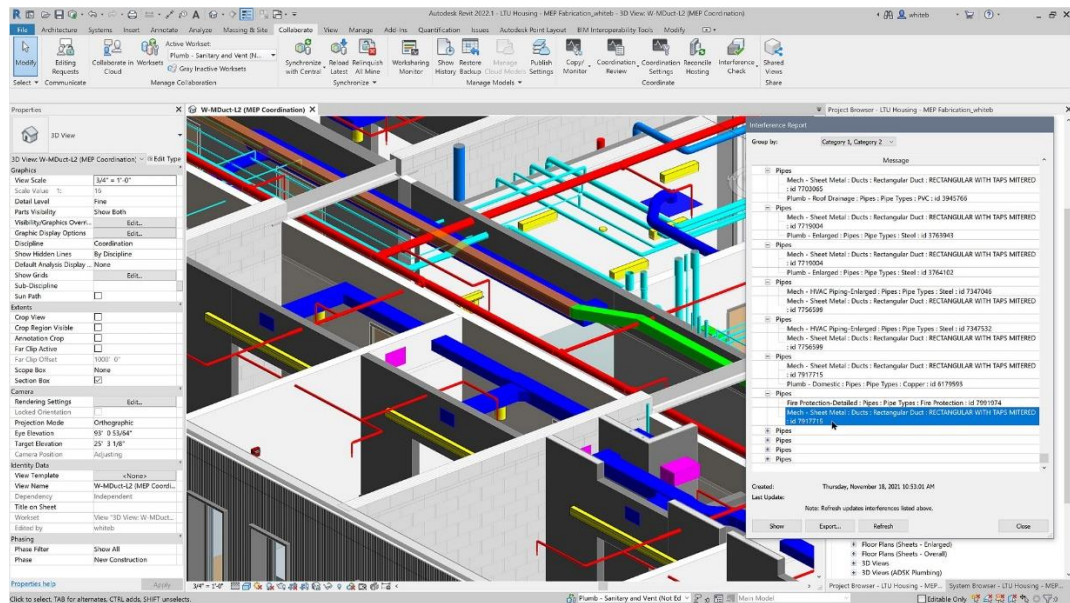 Autodesk Revit 2022.1 - LTU Housing - MEP Fabrication_whiteb - 3D View: W-MDuct-L2 (MEP Coordination)
whiteb
File Architecture Systems Insert Annotate Analyze Massing & Site Collaborate View Manage Add-Ins Quantification Issues Autodesk Point Layout BIM Interoperability Tools Modify
Modify
Editing Requests
Collaborate in Cloud
Worksets
Active Workset:
Plumb - Sanitary and Vent (N...
Gray Inactive Worksets
Synchronize with Central
Reload Latest
Relinquish All Mine
Worksharing Monitor
Show History
Restore Backup
Manage Cloud Models
Publish Settings
Copy/ Monitor
Coordination Review
Coordination Settings
Reconcile Hosting
Interference Check
Shared Views
Select Communicate Manage Collaboration Synchronize Manage Models Coordinate Share
Properties
3D View
3D View: W-MDuct-L2 (MEP Coordination) Edit Type
Graphics
View Scale 3/4" = 1'-0"
Scale Value 1: 16
Detail Level Fine
Parts Visibility Show Both
Visibility/Graphics Overr... Edit...
Graphic Display Options Edit...
Discipline Coordination
Show Hidden Lines By Discipline
Default Analysis Display ... None
Show Grids Edit...
Sub-Discipline
Sun Path
Extents
Crop View
Crop Region Visible
Annotation Crop
Far Clip Active
Far Clip Offset 1000' 0"
Scope Box None
Section Box
Camera
Rendering Settings Edit...
Locked Orientation
Projection Mode Orthographic
Eye Elevation 93' 0 53/64"
Target Elevation 25' 3 1/8"
Camera Position Adjusting
Identity Data
View Template <None>
View Name W-MDuct-L2 (MEP Coordi...
Dependency Independent
Title on Sheet
Workset View "3D View: W-MDuct...
Edited by whiteb
Phasing
Phase Filter Show All
Phase New Construction
Properties help Apply
W-MDuct-L2 (MEP Coordination)
3/4" = 1'-0"
Project Browser - LTU Housing - MEP Fabrication_whiteb
Interference Report
Group by: Category 1, Category 2
Message
Pipes
Mech - Sheet Metal : Ducts : Rectangular Duct : RECTANGULAR WITH TAPS MITERED
: id 7703065
Plumb - Roof Drainage : Pipes : Pipe Types : PVC : id 3945766
Pipes
Mech - Sheet Metal : Ducts : Rectangular Duct : RECTANGULAR WITH TAPS MITERED
: id 7719004
Plumb - Enlarged : Pipes : Pipe Types : Steel : id 3763943
Pipes
Mech - Sheet Metal : Ducts : Rectangular Duct : RECTANGULAR WITH TAPS MITERED
: id 7719004
Plumb - Enlarged : Pipes : Pipe Types : Steel : id 3764102
Pipes
Mech - HVAC Piping-Enlarged : Pipes : Pipe Types : Steel : id 7347046
Mech - Sheet Metal : Ducts : Rectangular Duct : RECTANGULAR WITH TAPS MITERED
: id 7756599
Pipes
Mech - HVAC Piping-Enlarged : Pipes : Pipe Types : Steel : id 7347532
Mech - Sheet Metal : Ducts : Rectangular Duct : RECTANGULAR WITH TAPS MITERED
: id 7756599
Pipes
Mech - Sheet Metal : Ducts : Rectangular Duct : RECTANGULAR WITH TAPS MITERED
: id 7917715
Plumb - Domestic : Pipes : Pipe Types : Copper : id 6179593
Pipes
Fire Protection-Detailed : Pipes : Pipe Types : Fire Protection : id 7991974
Mech - Sheet Metal : Ducts : Rectangular Duct : RECTANGULAR WITH TAPS MITERED
: id 7917715
Pipes
Pipes
Pipes
Pipes
Created: Thursday, November 18, 2021 10:53:01 AM
Last Update:
Note: Refresh updates interferences listed above.
Show Export... Refresh Close
Floor Plans (Sheets - Enlarged)
Floor Plans (Sheets - Overall)
3D Views
3D Views (ADSK Plumbing)
Project Browser - LTU Housing - MEP... System Browser - LTU Housing - MEP...
Click to select, TAB for alternates, CTRL adds, SHIFT unselects.
Plumb - Sanitary and Vent (Not Ed
Main Model
Editable Only